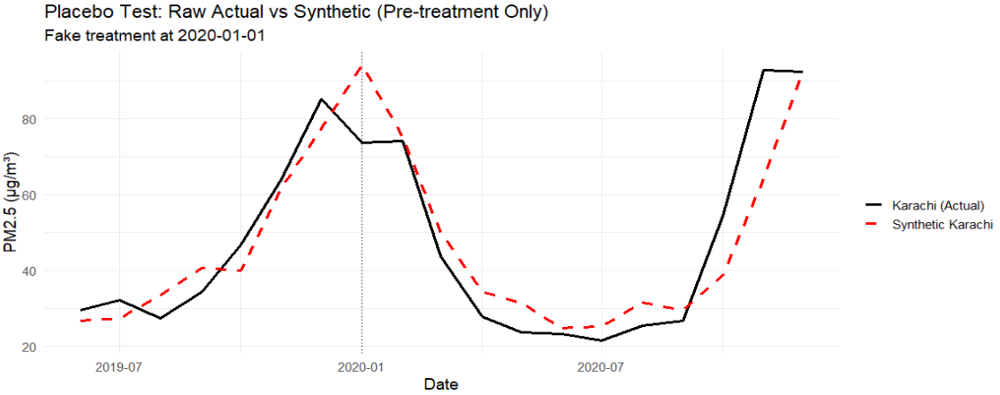 Placebo Test: Raw Actual vs Synthetic (Pre-treatment Only)
Fake treatment at 2020-01-01
PM2.5 (µg/m³)
80
60
40
20
2019-07
2020-01
2020-07
Date
Karachi (Actual)
Synthetic Karachi